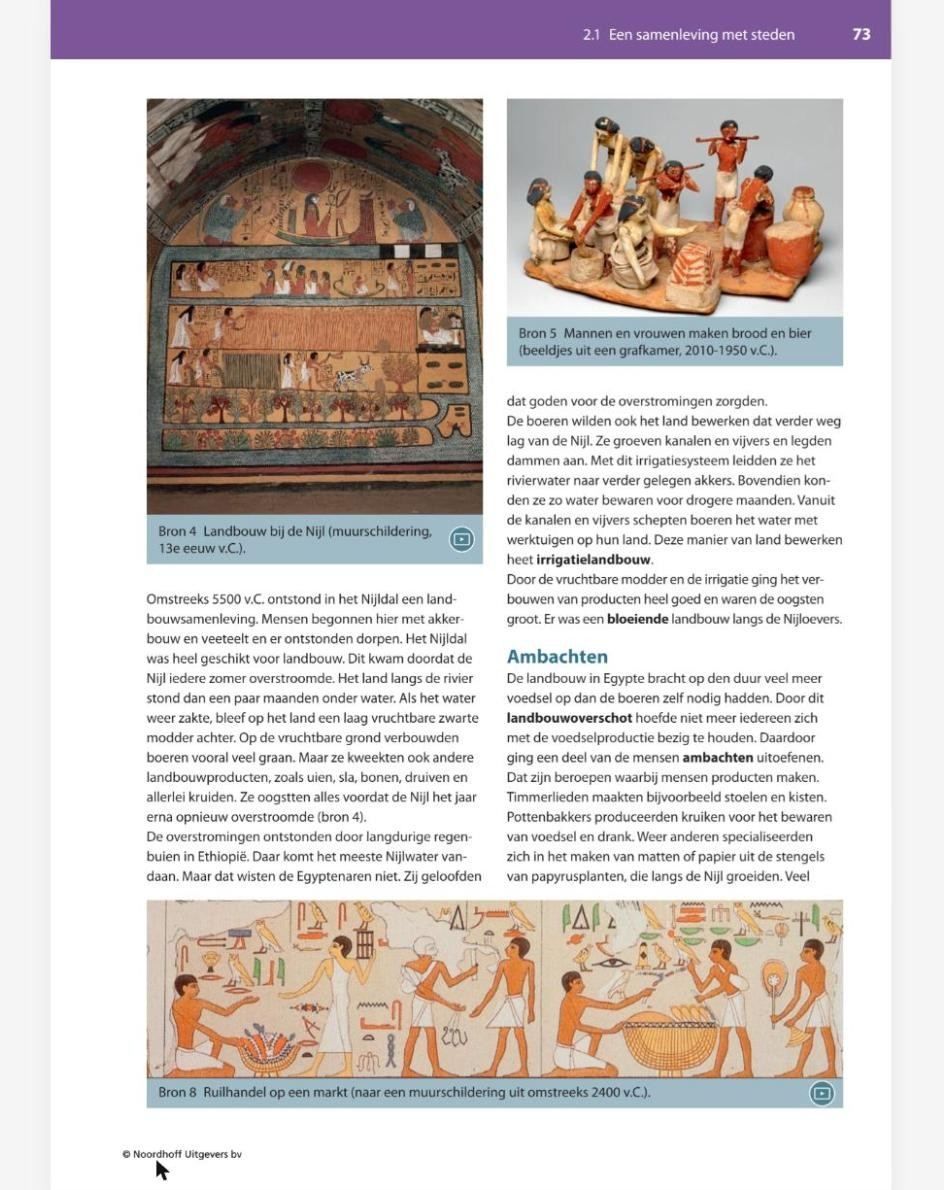 2.1 Een samenleving met steden 73
Bron 4 Landbouw bij de Nijl (muurschildering,
13e eeuw v.C.).
Omstreeks 5500 v.C. ontstond in het Nijldal een land-
bouwsamenleving. Mensen begonnen hier met akker-
bouw en veeteelt en er ontstonden dorpen. Het Nijldal
was heel geschikt voor landbouw. Dit kwam doordat de
Nijl iedere zomer overstroomde. Het land langs de rivier
stond dan een paar maanden onder water. Als het water
weer zakte, bleef op het land een laag vruchtbare zwarte
modder achter. Op de vruchtbare grond verbouwden
boeren vooral veel graan. Maar ze kweekten ook andere
landbouwproducten, zoals uien, sla, bonen, druiven en
allerlei kruiden. Ze oogstten alles voordat de Nijl het jaar
erna opnieuw overstroomde (bron 4).
De overstromingen ontstonden door langdurige regen-
buien in Ethiopië. Daar komt het meeste Nijlwater van-
daan. Maar dat wisten de Egyptenaren niet. Zij geloofden
Bron 5 Mannen en vrouwen maken brood en bier
(beeldjes uit een grafkamer, 2010-1950 v.C.).
dat goden voor de overstromingen zorgden.
De boeren wilden ook het land bewerken dat verder weg
lag van de Nijl. Ze groeven kanalen en vijvers en legden
dammen aan. Met dit irrigatiesysteem leidden ze het
rivierwater naar verder gelegen akkers. Bovendien kon-
den ze zo water bewaren voor drogere maanden. Vanuit
de kanalen en vijvers schepten boeren het water met
werktuigen op hun land. Deze manier van land bewerken
heet irrigatielandbouw.
Door de vruchtbare modder en de irrigatie ging het ver-
bouwen van producten heel goed en waren de oogsten
groot. Er was een bloeiende landbouw langs de Nijloevers.
Ambachten
De landbouw in Egypte bracht op den duur veel meer
voedsel op dan de boeren zelf nodig hadden. Door dit
landbouwoverschot hoefde niet meer iedereen zich
met de voedselproductie bezig te houden. Daardoor
ging een deel van de mensen ambachten uitoefenen.
Dat zijn beroepen waarbij mensen producten maken.
Timmerlieden maakten bijvoorbeeld stoelen en kisten.
Pottenbakkers produceerden kruiken voor het bewaren
van voedsel en drank. Weer anderen specialiseerden
zich in het maken van matten of papier uit de stengels
van papyrusplanten, die langs de Nijl groeiden. Veel
Bron 8 Ruilhandel op een markt (naar een muurschildering uit omstreeks 2400 v.C.).
© Noordhoff Uitgevers bv